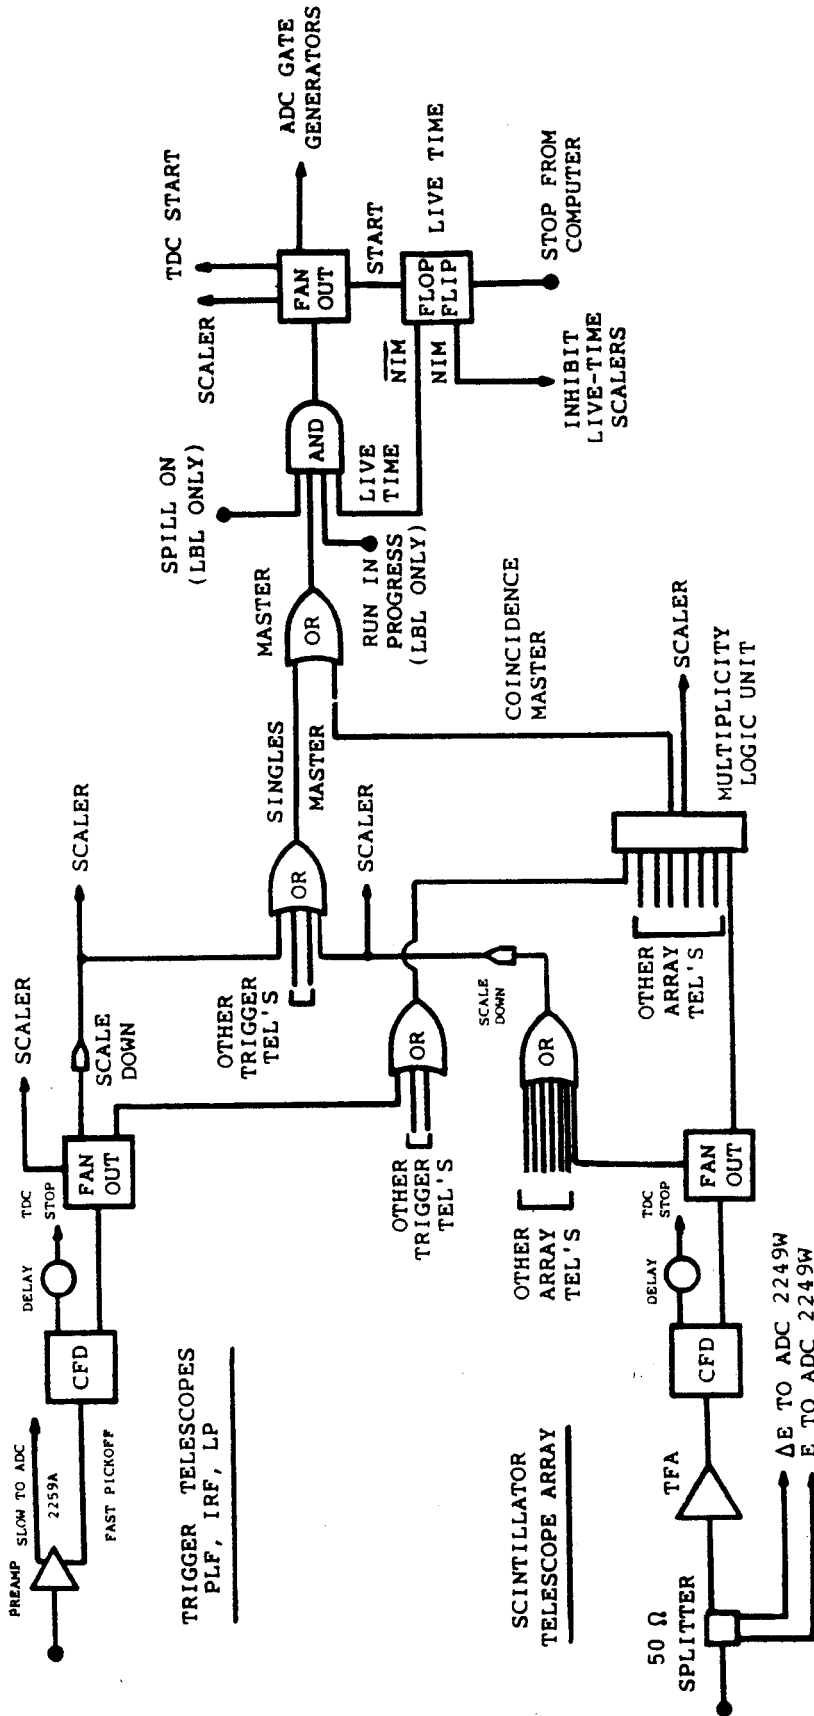 PREAMP
SLOW TO ADC
2259A
FAST PICKOFF
CFD
DELAY
TDC
STOP
FAN
OUT
SCALER
SCALE
DOWN
SCALER
TRIGGER TELESCOPES
PLF, IRF, LP
OTHER
TRIGGER
TEL'S
OR
SINGLES
MASTER
SCALER
OTHER
TRIGGER
TEL'S
OR
SCALE
DOWN
OTHER
ARRAY
TEL'S
OR
MASTER
OR
SPILL ON
(LBL ONLY)
RUN IN
PROGRESS
(LBL ONLY)
LIVE
TIME
AND
SCALER
TDC START
FAN
OUT
ADC GATE
GENERATORS
START
NIM
NIM
FLOP
FLIP
LIVE TIME
STOP FROM
COMPUTER
INHIBIT
LIVE-TIME
SCALERS
COINCIDENCE
MASTER
SCALER
MULTIPLICITY
LOGIC UNIT
OTHER
ARRAY
TEL'S
SCINTILLATOR
TELESCOPE ARRAY
50 Ω
SPLITTER
TFA
CFD
DELAY
TDC
STOP
FAN
OUT
ΔE TO ADC 2249W
E TO ADC 2249W